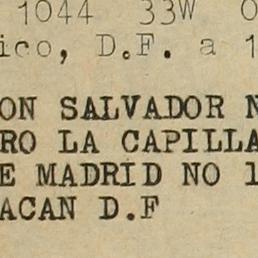 1044 33W O
ico, D.F. a 1
ON SALVADOR N
RO LA CAPILLA
E MADRID NO 1
ACAN D.F